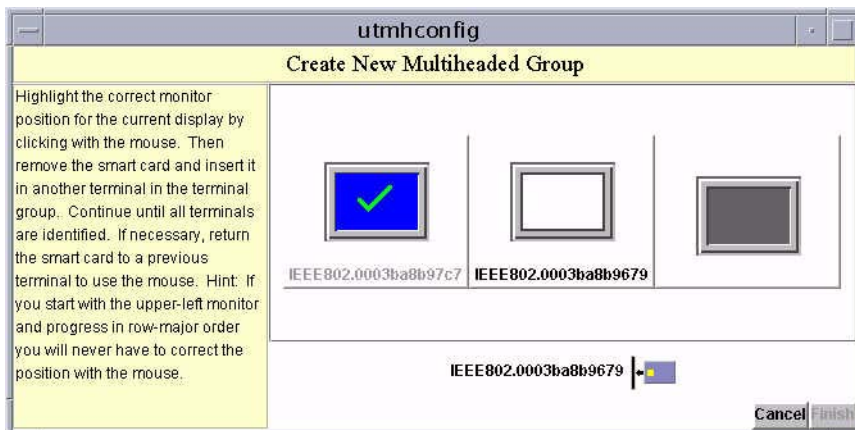 utmhconfig
Create New Multiheaded Group
Highlight the correct monitor
position for the current display by
clicking with the mouse. Then
remove the smart card and insert it
in another terminal in the terminal
group. Continue until all terminals
are identified. If necessary, return
the smart card to a previous
terminal to use the mouse. Hint: If
you start with the upper-left monitor
and progress in row-major order
you will never have to correct the
position with the mouse.
IEEE802.0003ba8b97c7
IEEE802.0003ba8b9679
IEEE802.0003ba8b9679
Cancel
Finish